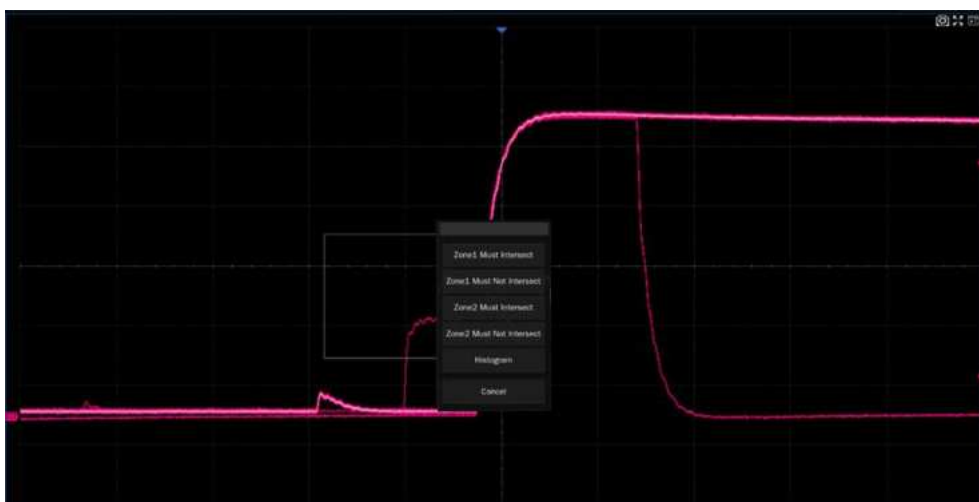 Zone1 Must Intersect
Zone1 Must Not Intersect
Zone2 Must Intersect
Zone2 Must Not Intersect
Histogram
Cancel